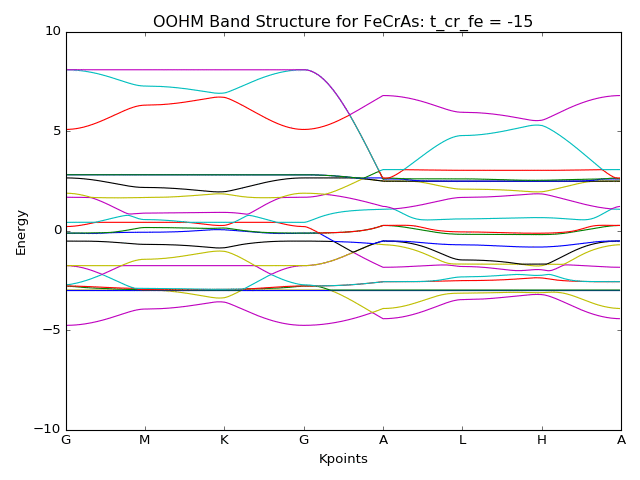 OOHM Band Structure for FeCrAs: t_cr_fe = -15
10
5
0
−5
−10
Energy
G M K G A L H A
Kpoints